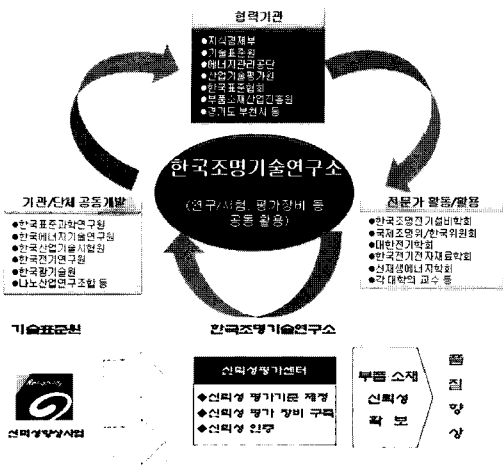 협력기관
●지식경제부
●기술표준원
●에너지관리공단
●산업기술평가원
●한국표준협회
●부품소재산업진흥원
●경기도 부천시 등
한국조명기술연구소
(연구/시험, 평가장비 등
공동 활용)
기관/단체 공동개발
●한국표준과학연구원
●한국에너지기술연구원
●한국산업기술시험원
●한국전기연구원
●한국광기술원
●나노산업연구조합 등
전문가 활동/활용
●한국조명전기설비학회
●국제조명위/한국위원회
●대한전기학회
●한국전기전자재료학회
●신재생에너지학회
●각 대학의 교수 등
기술표준원
한국조명기술연구소
신뢰성향상사업
신뢰성평가센터
◆신뢰성 평가기준 제정
◆신뢰성 평가 장비 구축
◆신뢰성 인증
부품 소재
신뢰성
확 보
품
질
향
상